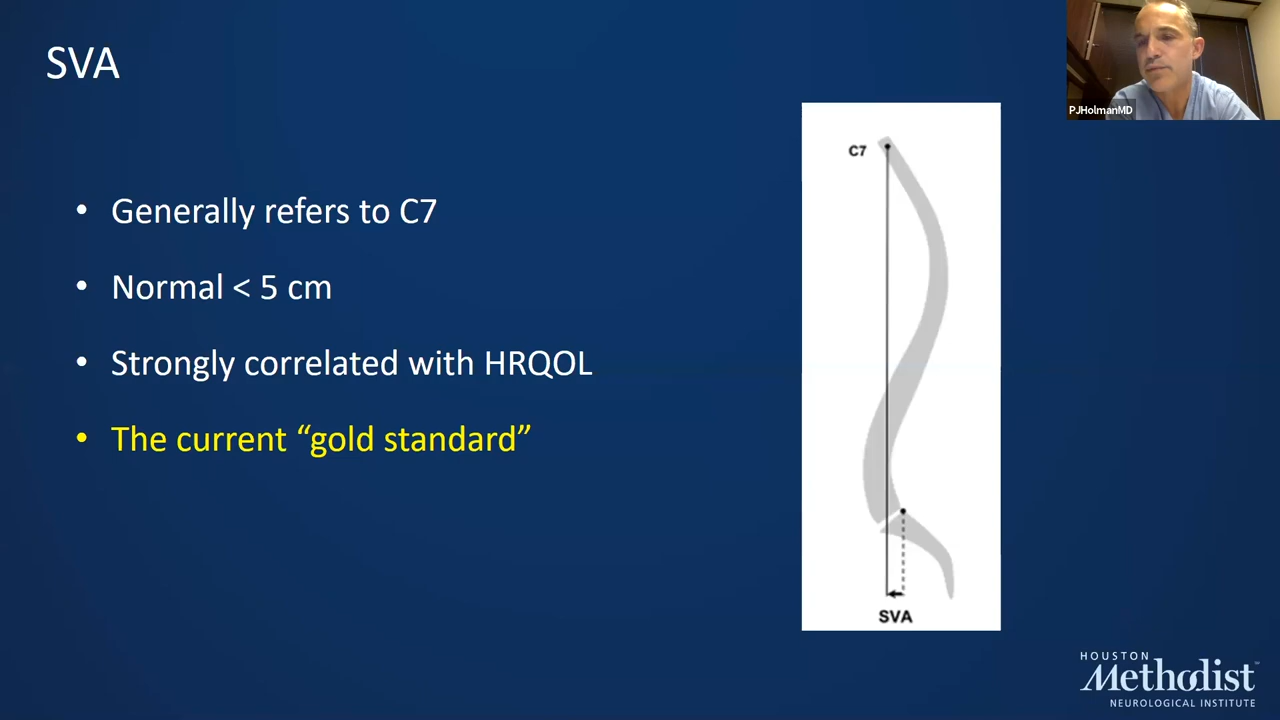 SVA
PJHolmanMD
• Generally refers to C7
• Normal < 5 cm
• Strongly correlated with HRQOL
• The current “gold standard”
C7
SVA
HOUSTON
Methodist
NEUROLOGICAL INSTITUTE